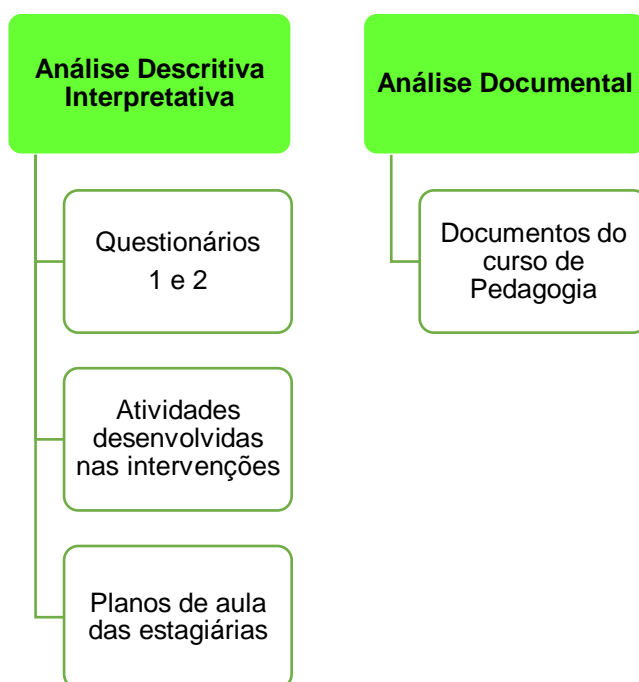 Análise Descritiva
Interpretativa
Questionários
1 e 2
Atividades
desenvolvidas
nas intervenções
Planos de aula
das estagiárias
Análise Documental
Documentos do
curso de
Pedagogia